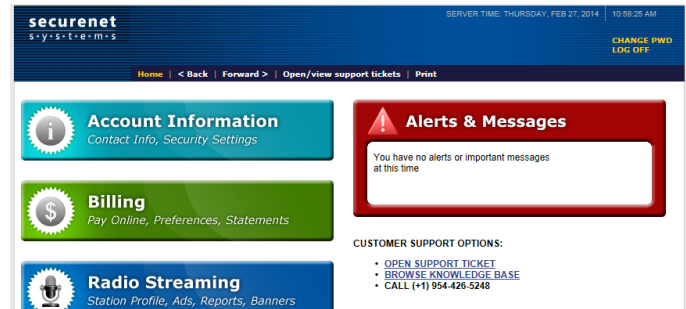 securenet
s·y·s·t·e·m·s
SERVER TIME: THURSDAY, FEB 27, 2014 | 10:58:25 AM
CHANGE PWD
LOG OFF
Home | < Back | Forward > | Open/view support tickets | Print
Account Information
Contact Info, Security Settings
Billing
Pay Online, Preferences, Statements
Radio Streaming
Station Profile, Ads, Reports, Banners
Alerts & Messages
You have no alerts or important messages
at this time
CUSTOMER SUPPORT OPTIONS:
• OPEN SUPPORT TICKET
• BROWSE KNOWLEDGE BASE
• CALL (+1) 954-426-5248